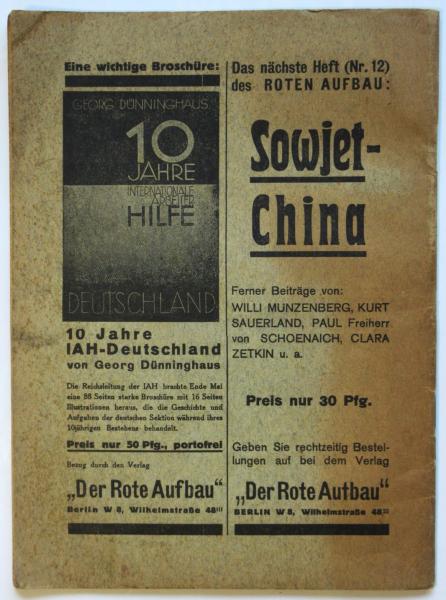 Eine wichtige Broschüre:
GEORG DÜNNINGHAUS
10
JAHRE
INTERNATIONALE
ARBEITER
HILFE
DEUTSCHLAND
10 Jahre
IAH-Deutschland
von Georg Dünninghaus
Die Reichsleitung der IAH brachte Ende Mai
eine 88 Seiten starke Broschüre mit 16 Seiten
Illustrationen heraus, die die Geschichte und
Aufgaben der deutschen Sektion während ihres
10jährigen Bestehens behandelt.
Preis nur 50 Pfg., portofrei
Bezug durch den Verlag
„Der Rote Aufbau“
Berlin W 8, Wilhelmstraße 48III
Das nächste Heft (Nr. 12)
des ROTEN AUFBAU:
Sowjet-
China
Ferner Beiträge von:
WILLI MUNZENBERG, KURT
SAUERLAND, PAUL Freiherr
von SCHOENAICH, CLARA
ZETKIN u. a.
Preis nur 30 Pfg.
Geben Sie rechtzeitig Bestel-
lungen auf bei dem Verlag
„Der Rote Autbau“
BERLIN W 8, Wilhelmstraße 48